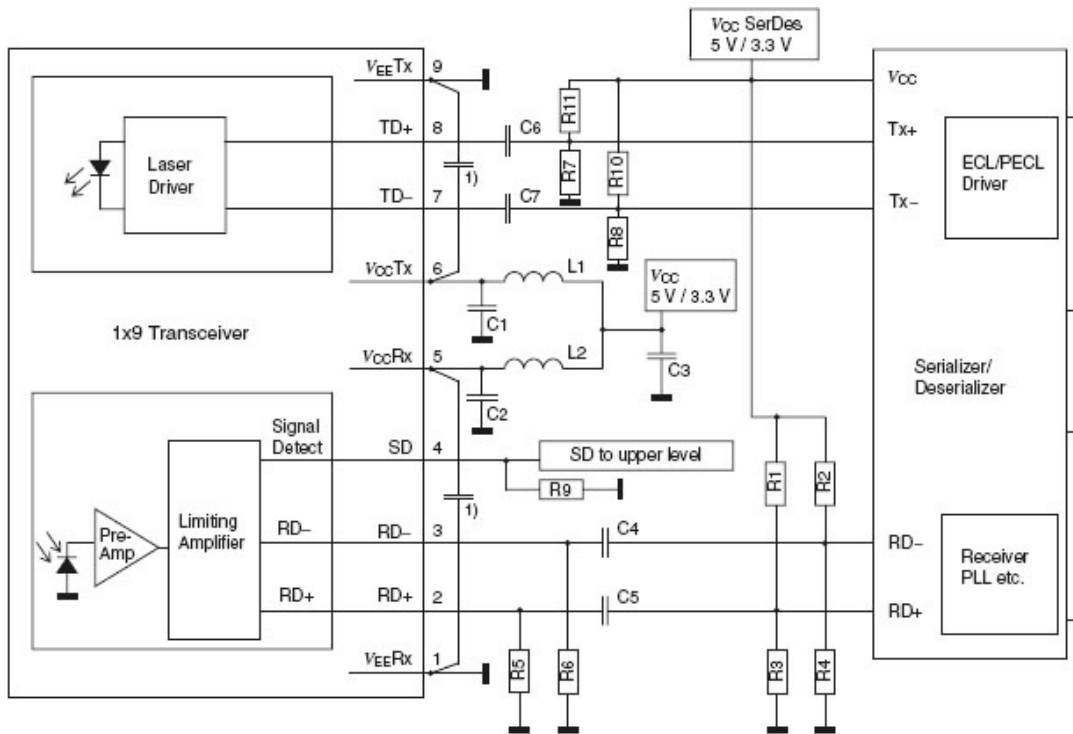 VCC SerDes
5 V / 3.3 V
VEETx
9
VCC
TD+
8
C6
R11
Tx+
Laser
Driver
R7
R10
ECL/PECL
Driver
1)
TD–
7
C7
Tx–
R8
VCCTx
6
L1
VCC
5 V / 3.3 V
C1
1x9 Transceiver
VCCRx
5
L2
C3
Serializer/
Deserializer
C2
Signal
Detect
SD
4
SD to upper level
R9
R1
R2
1)
Pre-
Amp
Limiting
Amplifier
RD–
RD–
3
C4
RD–
Receiver
PLL etc.
RD+
RD+
2
C5
RD+
VEERx
1
R5
R6
R3
R4